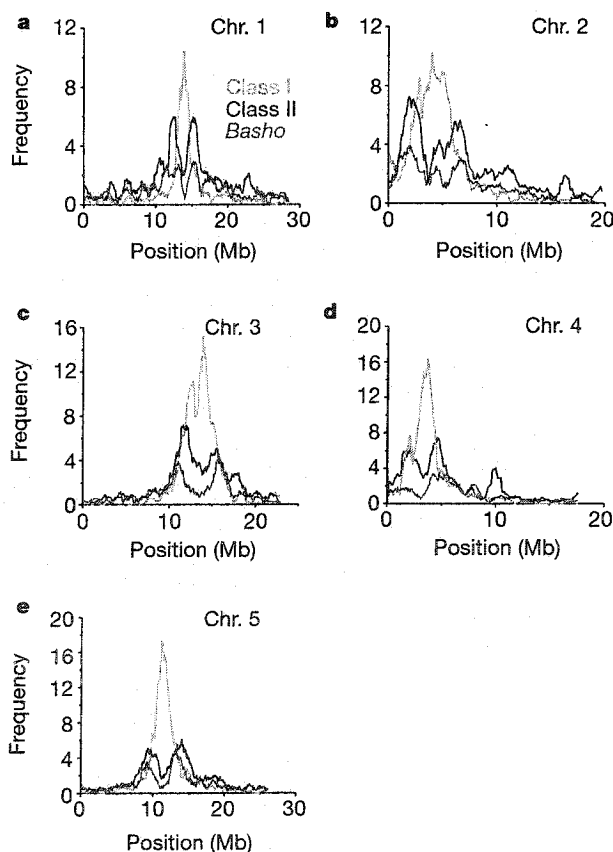 a Chr. 1
12
8
4
0
Frequency
Class I
Class II
Basho
0 10 20 30
Position (Mb)
b Chr. 2
12
8
4
0
0 10 20
Position (Mb)
c Chr. 3
16
12
8
4
0
Frequency
0 10 20
Position (Mb)
d Chr. 4
20
16
12
8
4
0
0 10 20
Position (Mb)
e Chr. 5
20
16
12
8
4
0
Frequency
0 10 20 30
Position (Mb)